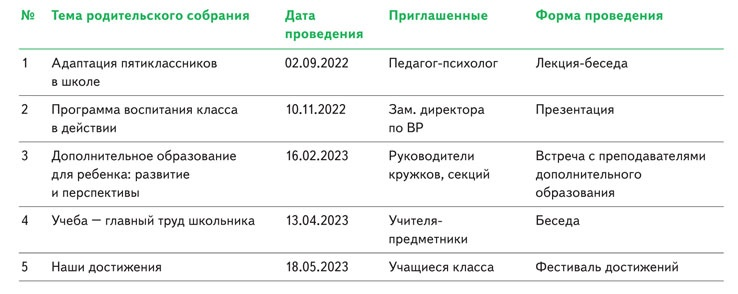 № Тема родительского собрания Дата проведения Приглашенные Форма проведения
1 Адаптация пятиклассников в школе 02.09.2022 Педагог-психолог Лекция-беседа
2 Программа воспитания класса в действии 10.11.2022 Зам. директора по ВР Презентация
3 Дополнительное образование для ребенка: развитие и перспективы 16.02.2023 Руководители кружков, секций Встреча с преподавателями дополнительного образования
4 Учеба — главный труд школьника 13.04.2023 Учителя-предметники Беседа
5 Наши достижения 18.05.2023 Учащиеся класса Фестиваль достижений